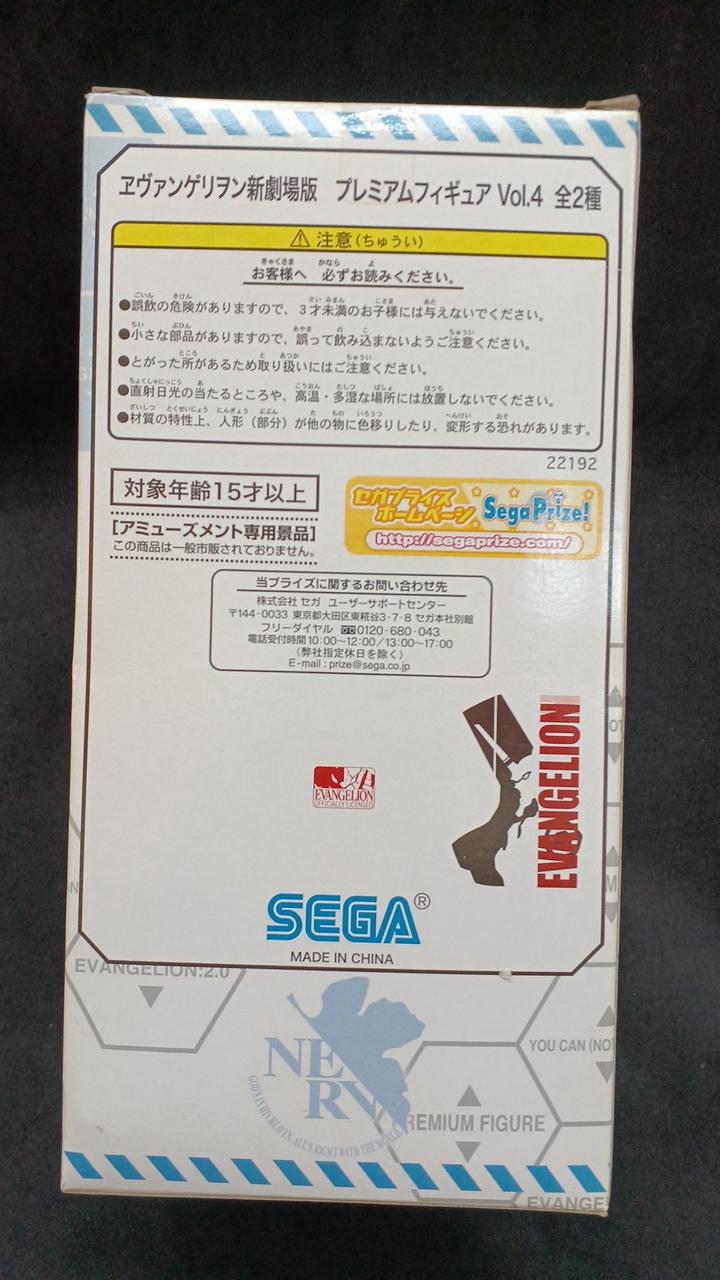 ヱヴァンゲリヲン新劇場版 プレミアムフィギュア Vol.4 全2種
⚠ 注意(ちゅうい)
お客様へ 必ずお読みください。
●誤飲の危険がありますので、3才未満のお子様には与えないでください。
●小さな部品がありますので、誤って飲み込まないようご注意ください。
●とがった所があるため取り扱いにはご注意ください。
●直射日光の当たるところや、高温・多湿な場所には放置しないでください。
●材質の特性上、人形(部分)が他の物に色移りしたり、変形する恐れがあります。
22192
対象年齢15才以上
[アミューズメント専用景品]
この商品は一般市販されておりません。
セガプライズ
ホームページ
Sega Prize!
http://segaprize.com/
当プライズに関するお問い合わせ先
株式会社 セガ ユーザーサポートセンター
〒144-0033 東京都大田区東糀谷3-7-8 セガ本社別館
フリーダイヤル 0120-680-043
電話受付時間 10:00~12:00/13:00~17:00
(弊社指定休日を除く)
E-mail : prize@sega.co.jp
EVANGELION
EVANGELION
OFFICIALLY LICENSED
SEGA®
MADE IN CHINA
EVANGELION:2.0
NERV
GOD'S IN HIS HEAVEN, ALL'S RIGHT WITH THE WORLD
YOU CAN (NOT
REMIUM FIGURE
EVANGE